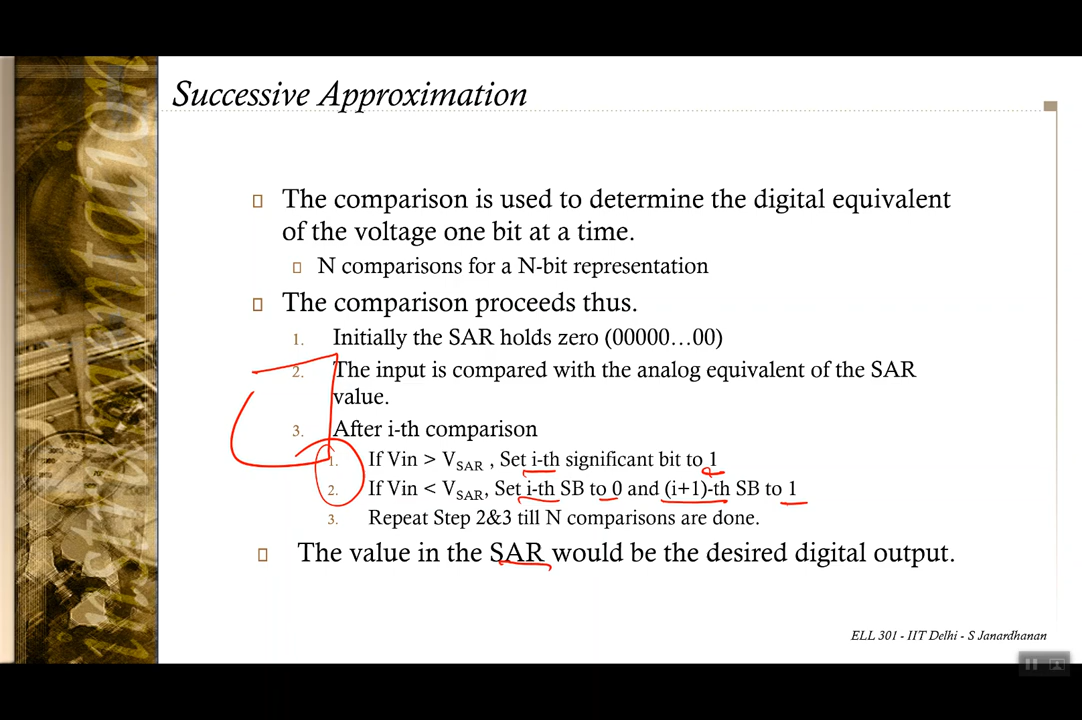 Successive Approximation
The comparison is used to determine the digital equivalent
of the voltage one bit at a time.
N comparisons for a N-bit representation
The comparison proceeds thus.
1. Initially the SAR holds zero (00000...00)
2. The input is compared with the analog equivalent of the SAR
value.
3. After i-th comparison
1. If Vin > VSAR , Set i-th significant bit to 1
2. If Vin < VSAR, Set i-th SB to 0 and (i+1)-th SB to 1
3. Repeat Step 2&3 till N comparisons are done.
The value in the SAR would be the desired digital output.
ELL 301 - IIT Delhi - S Janardhanan
instrumentation